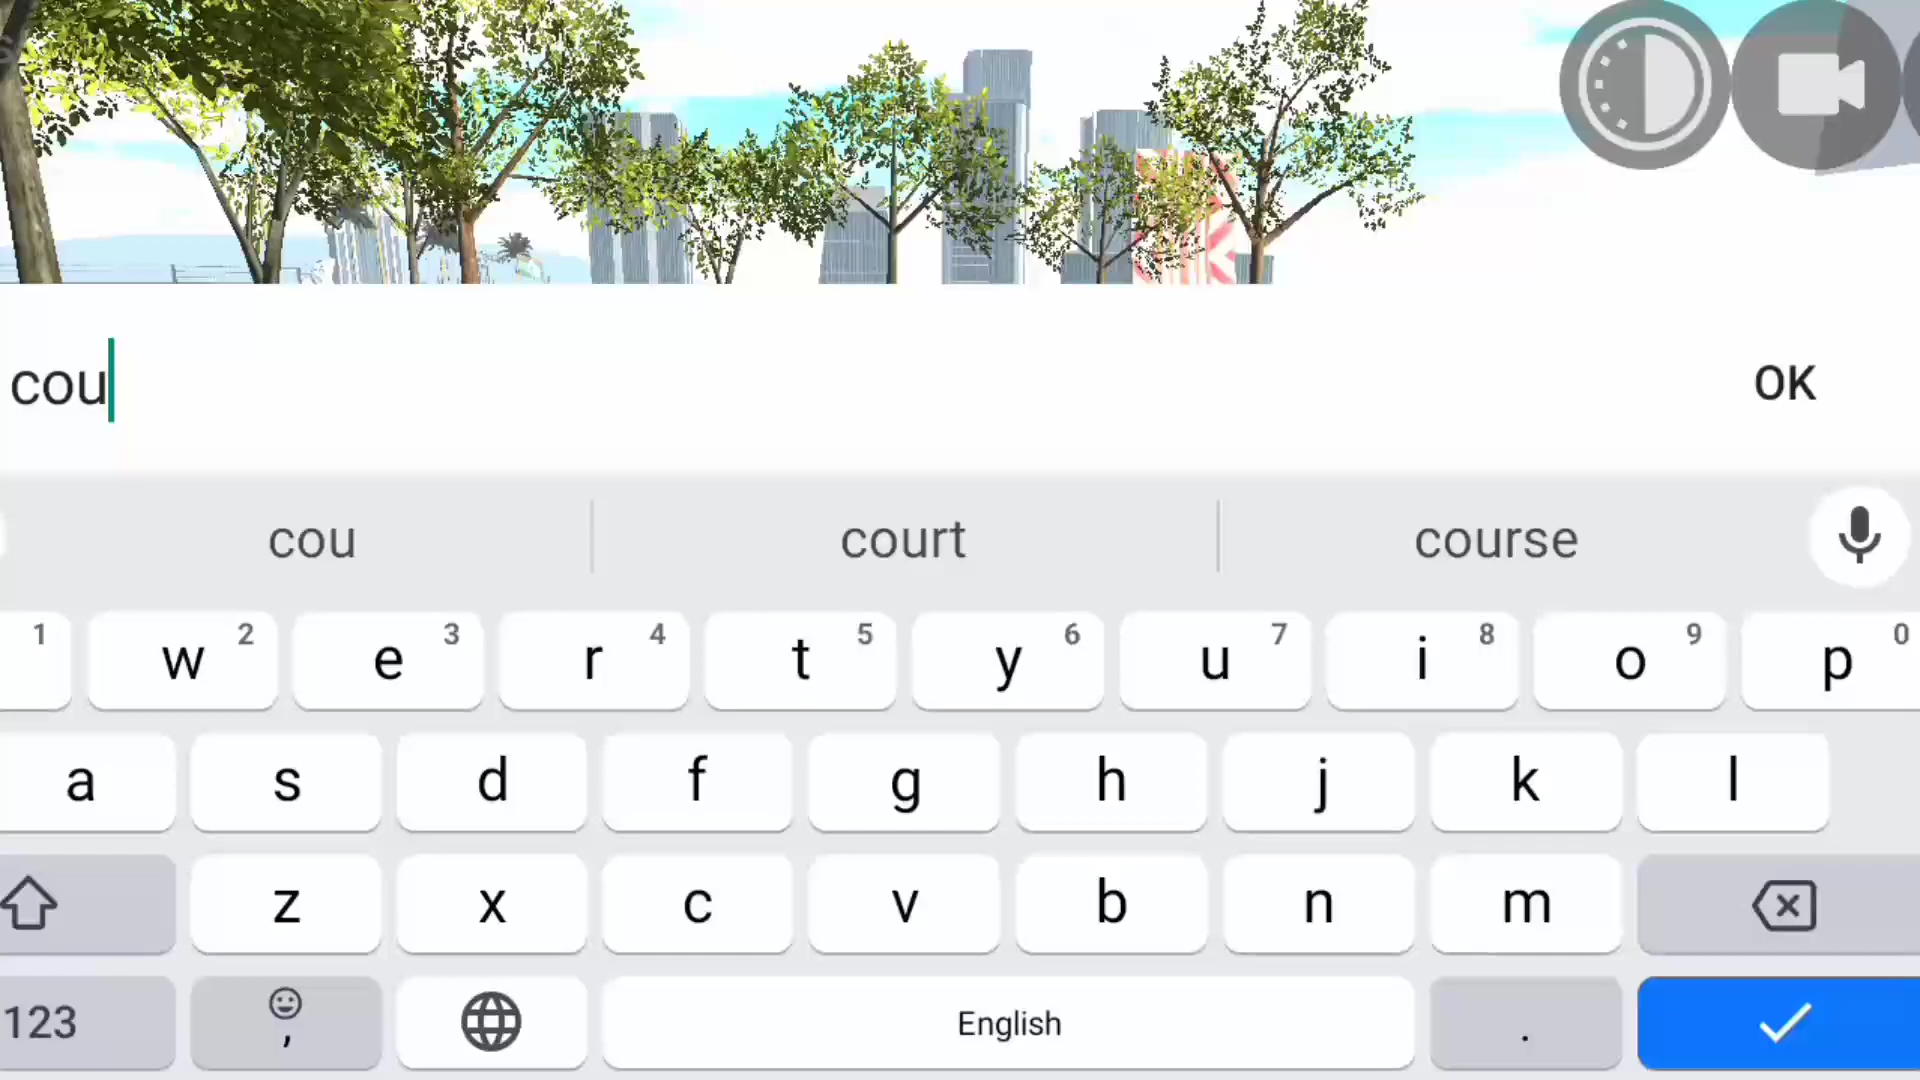 cou
OK
cou court course
1 w 2 e 3 r 4 t 5 y 6 u 7 i 8 o 9 p 0
a s d f g h j k l
z x c v b n m
123 , English .